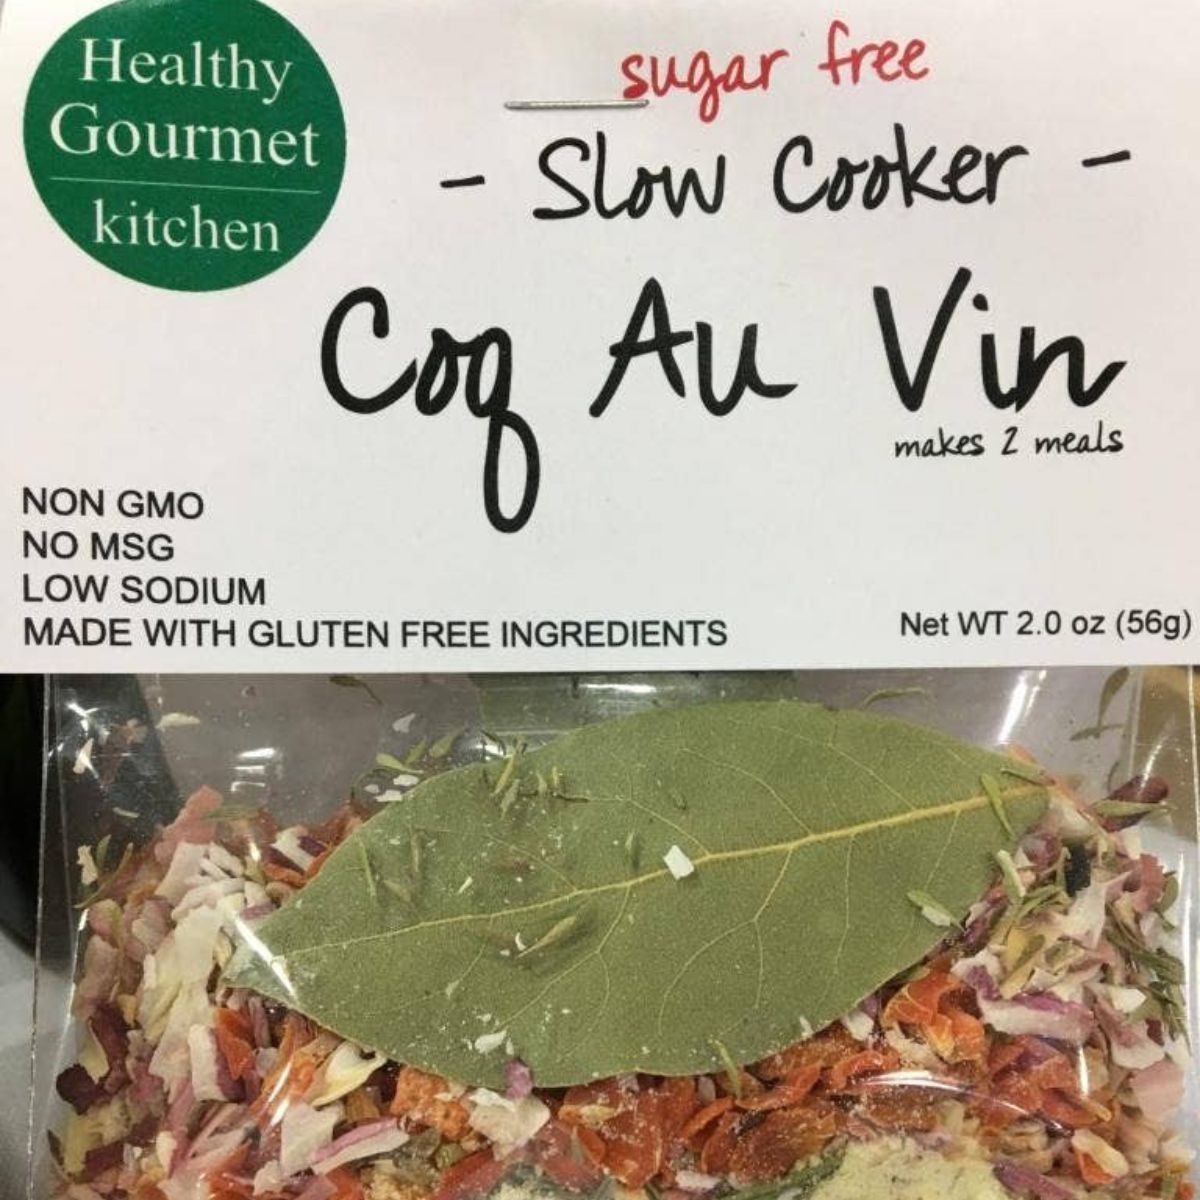 Healthy
Gourmet
kitchen
sugar free
- Slow Cooker -
Coq Au Vin
makes 2 meals
NON GMO
NO MSG
LOW SODIUM
MADE WITH GLUTEN FREE INGREDIENTS
Net WT 2.0 oz (56g)